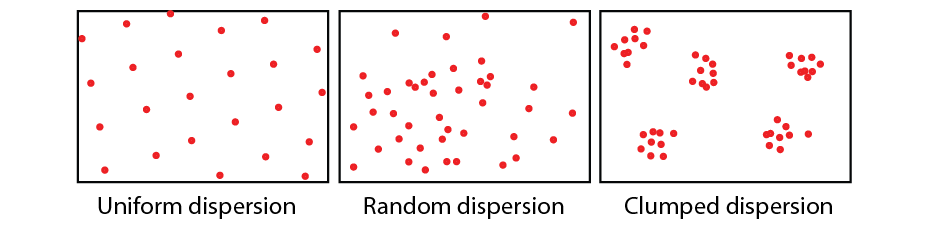 Uniform dispersion
Random dispersion
Clumped dispersion